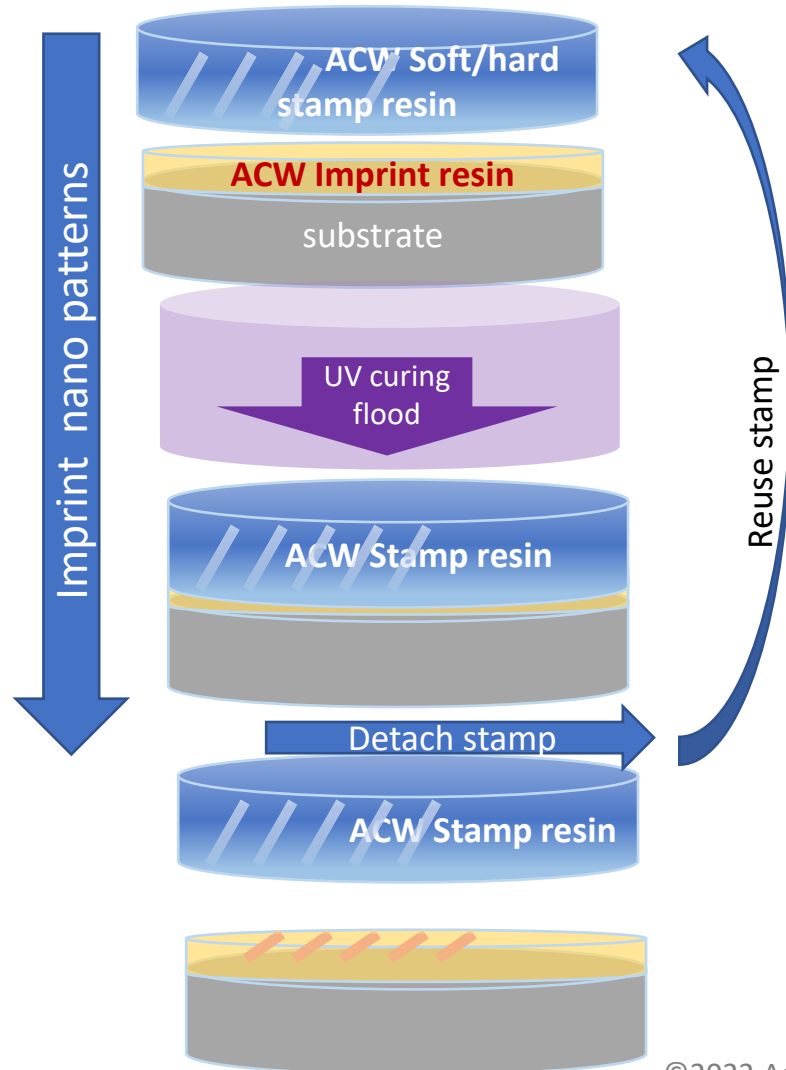 ACW Soft/hard
stamp resin
ACW Imprint resin
substrate
Imprint nano patterns
UV curing
flood
Reuse stamp
ACW Stamp resin
Detach stamp
ACW Stamp resin